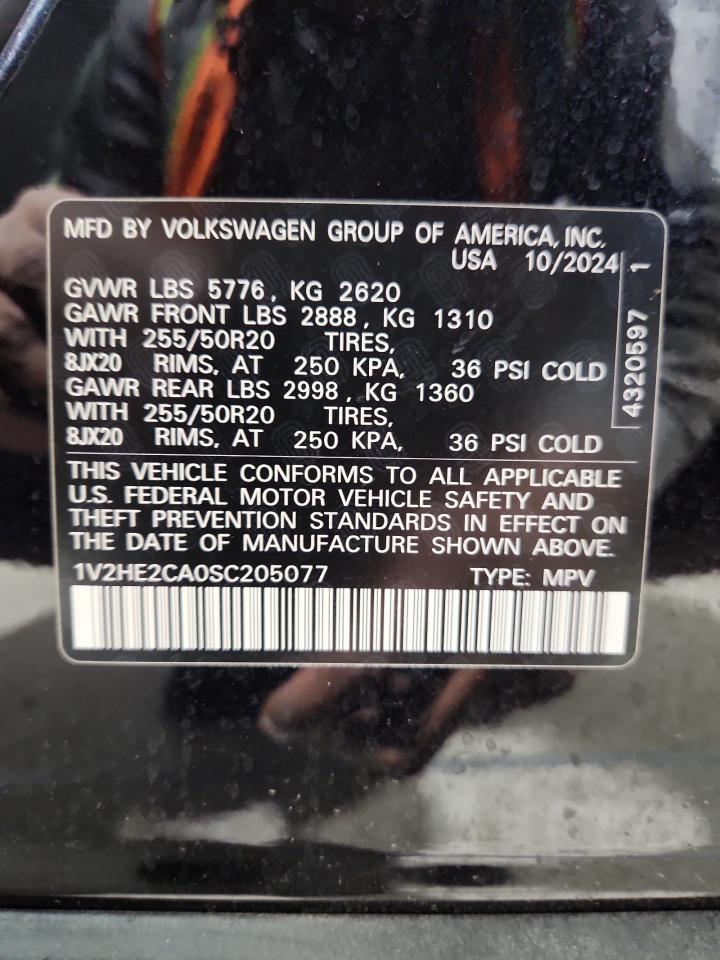 MFD BY VOLKSWAGEN GROUP OF AMERICA, INC.
USA 10/2024
GVWR LBS 5776, KG 2620
GAWR FRONT LBS 2888, KG 1310
WITH 255/50R20 TIRES,
8JX20 RIMS, AT 250 KPA, 36 PSI COLD
GAWR REAR LBS 2998, KG 1360
WITH 255/50R20 TIRES,
8JX20 RIMS, AT 250 KPA, 36 PSI COLD
4320597 1
THIS VEHICLE CONFORMS TO ALL APPLICABLE
U.S. FEDERAL MOTOR VEHICLE SAFETY AND
THEFT PREVENTION STANDARDS IN EFFECT ON
THE DATE OF MANUFACTURE SHOWN ABOVE.
1V2HE2CA0SC205077 TYPE: MPV